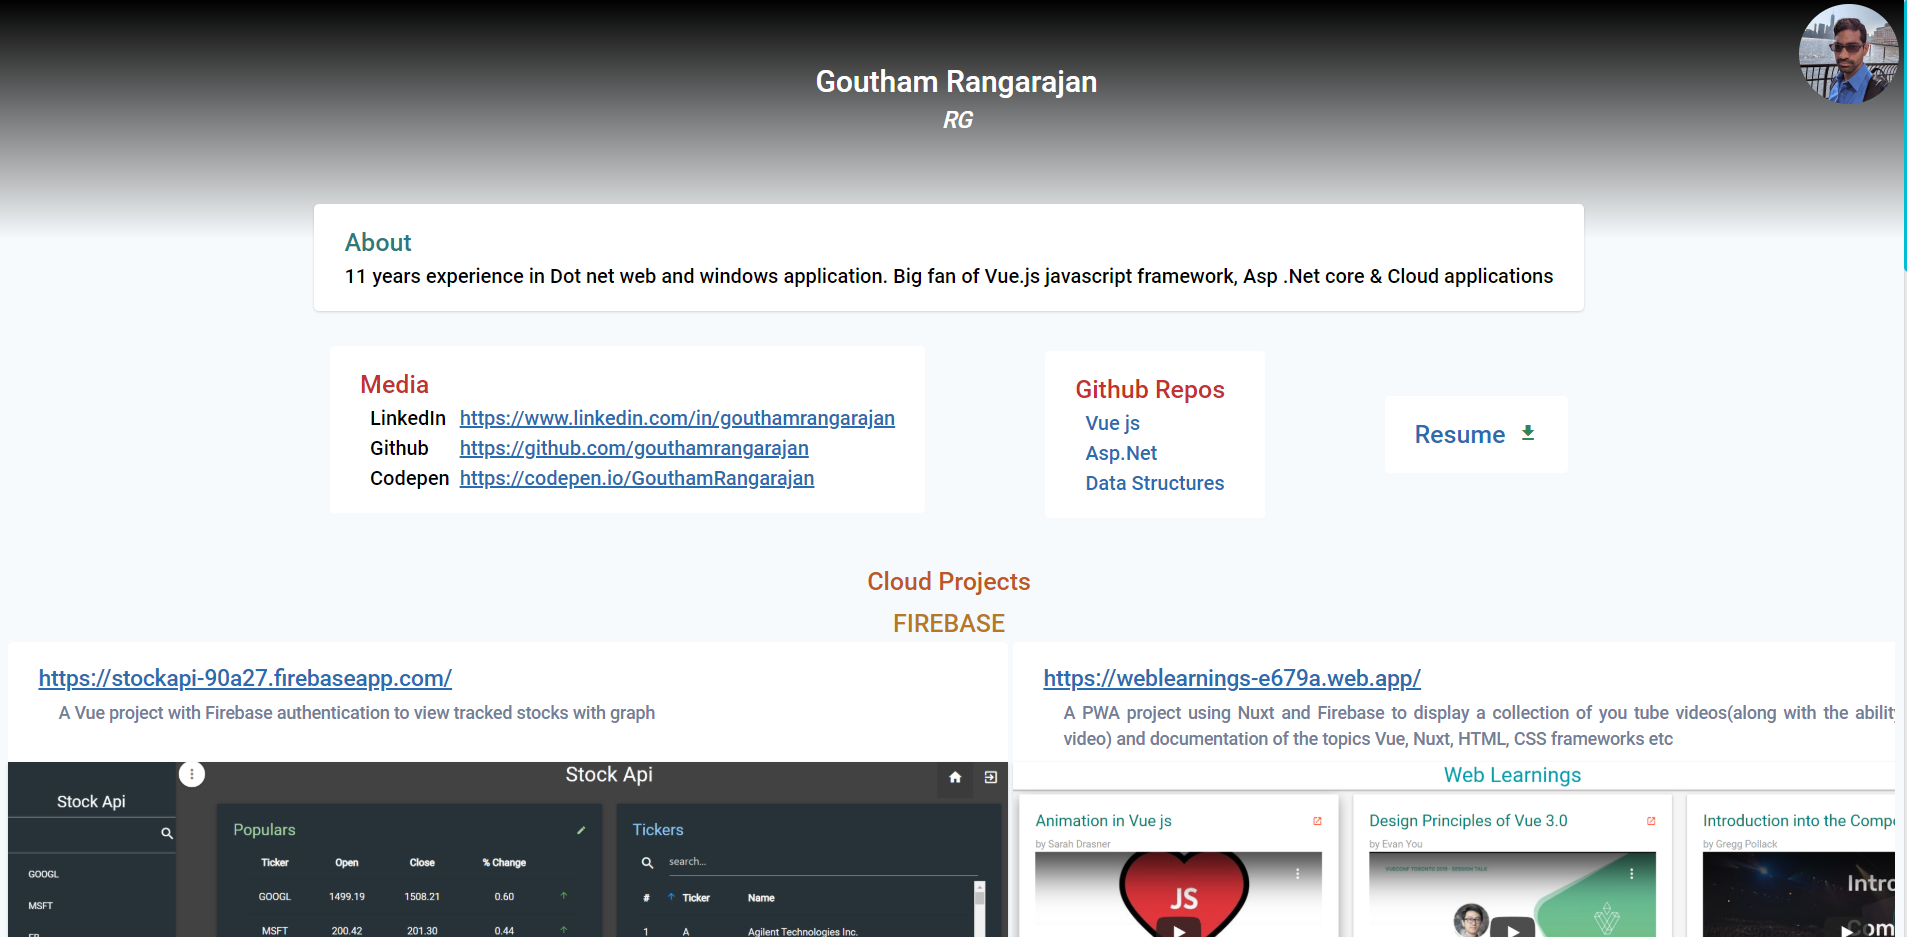 Goutham Rangarajan
RG
About
11 years experience in Dot net web and windows application. Big fan of Vue.js javascript framework, Asp .Net core & Cloud applications
Media
LinkedIn https://www.linkedin.com/in/gouthamrangarajan
Github https://github.com/gouthamrangarajan
Codepen https://codepen.io/GouthamRangarajan
Github Repos
Vue js
Asp.Net
Data Structures
Resume
Cloud Projects
FIREBASE
https://stockapi-90a27.firebaseapp.com/
A Vue project with Firebase authentication to view tracked stocks with graph
Stock Api
Stock Api
GOOGL
MSFT
Populars
Ticker Open Close % Change
GOOGL 1499.19 1508.21 0.60
MSFT 200.42 201.30 0.44
Tickers
search...
# Ticker Name
1 A Agilent Technologies Inc.
https://weblearnings-e679a.web.app/
A PWA project using Nuxt and Firebase to display a collection of you tube videos(along with the ability
video) and documentation of the topics Vue, Nuxt, HTML, CSS frameworks etc
Web Learnings
Animation in Vue js
by Sarah Drasner
JS
Design Principles of Vue 3.0
by Evan You
VUECONF TORONTO 2018 - DESIGN TALK
Introduction into the Compo
by Gregg Pollack
Intro
Com